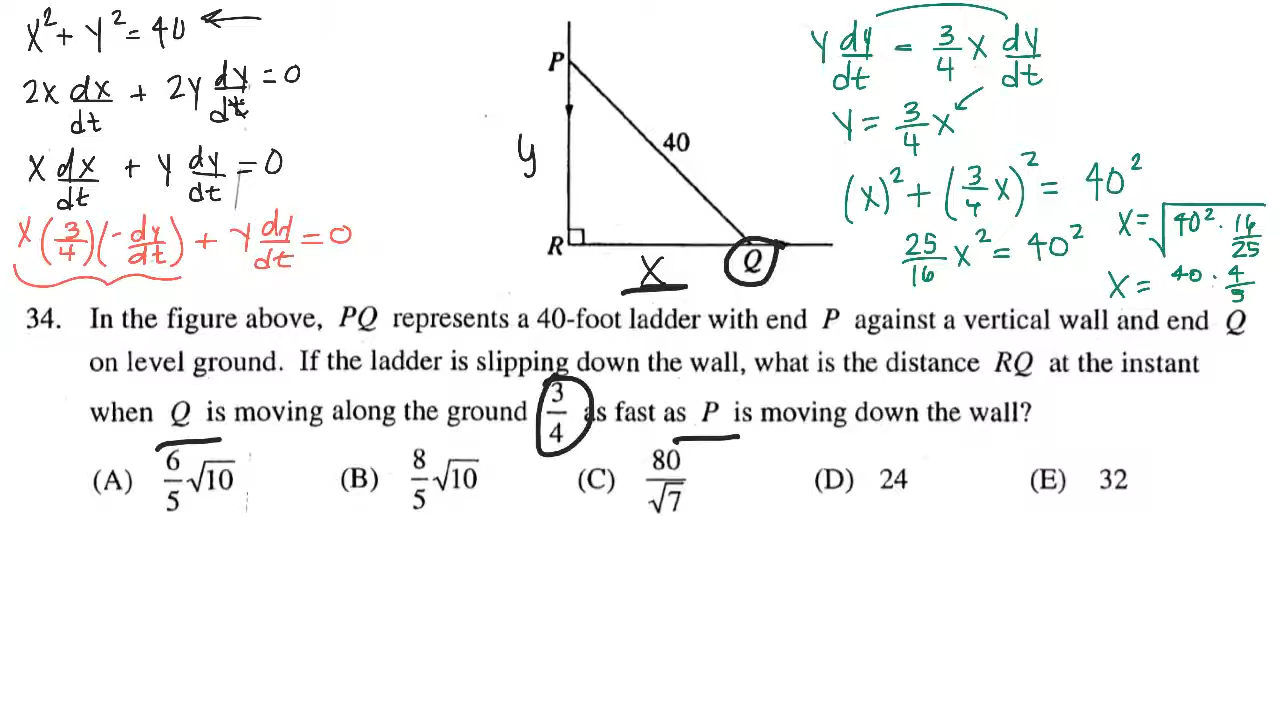 x² + y² = 40
2x dx/dt + 2y dy/dt = 0
x dx/dt + y dy/dt = 0
x(3/4)(-dy/dt) + y dy/dt = 0
P
40
y
R
x
Q
y dy/dt = 3/4 x dy/dt
y = 3/4 x
(x)² + (3/4 x)² = 40²
25/16 x² = 40²
x = √(40² · 16/25)
x = 40 · 4/5
34. In the figure above, PQ represents a 40-foot ladder with end P against a vertical wall and end Q
on level ground. If the ladder is slipping down the wall, what is the distance RQ at the instant
when Q is moving along the ground 3/4 as fast as P is moving down the wall?
(A) 6/5 √10 (B) 8/5 √10 (C) 80/√7 (D) 24 (E) 32